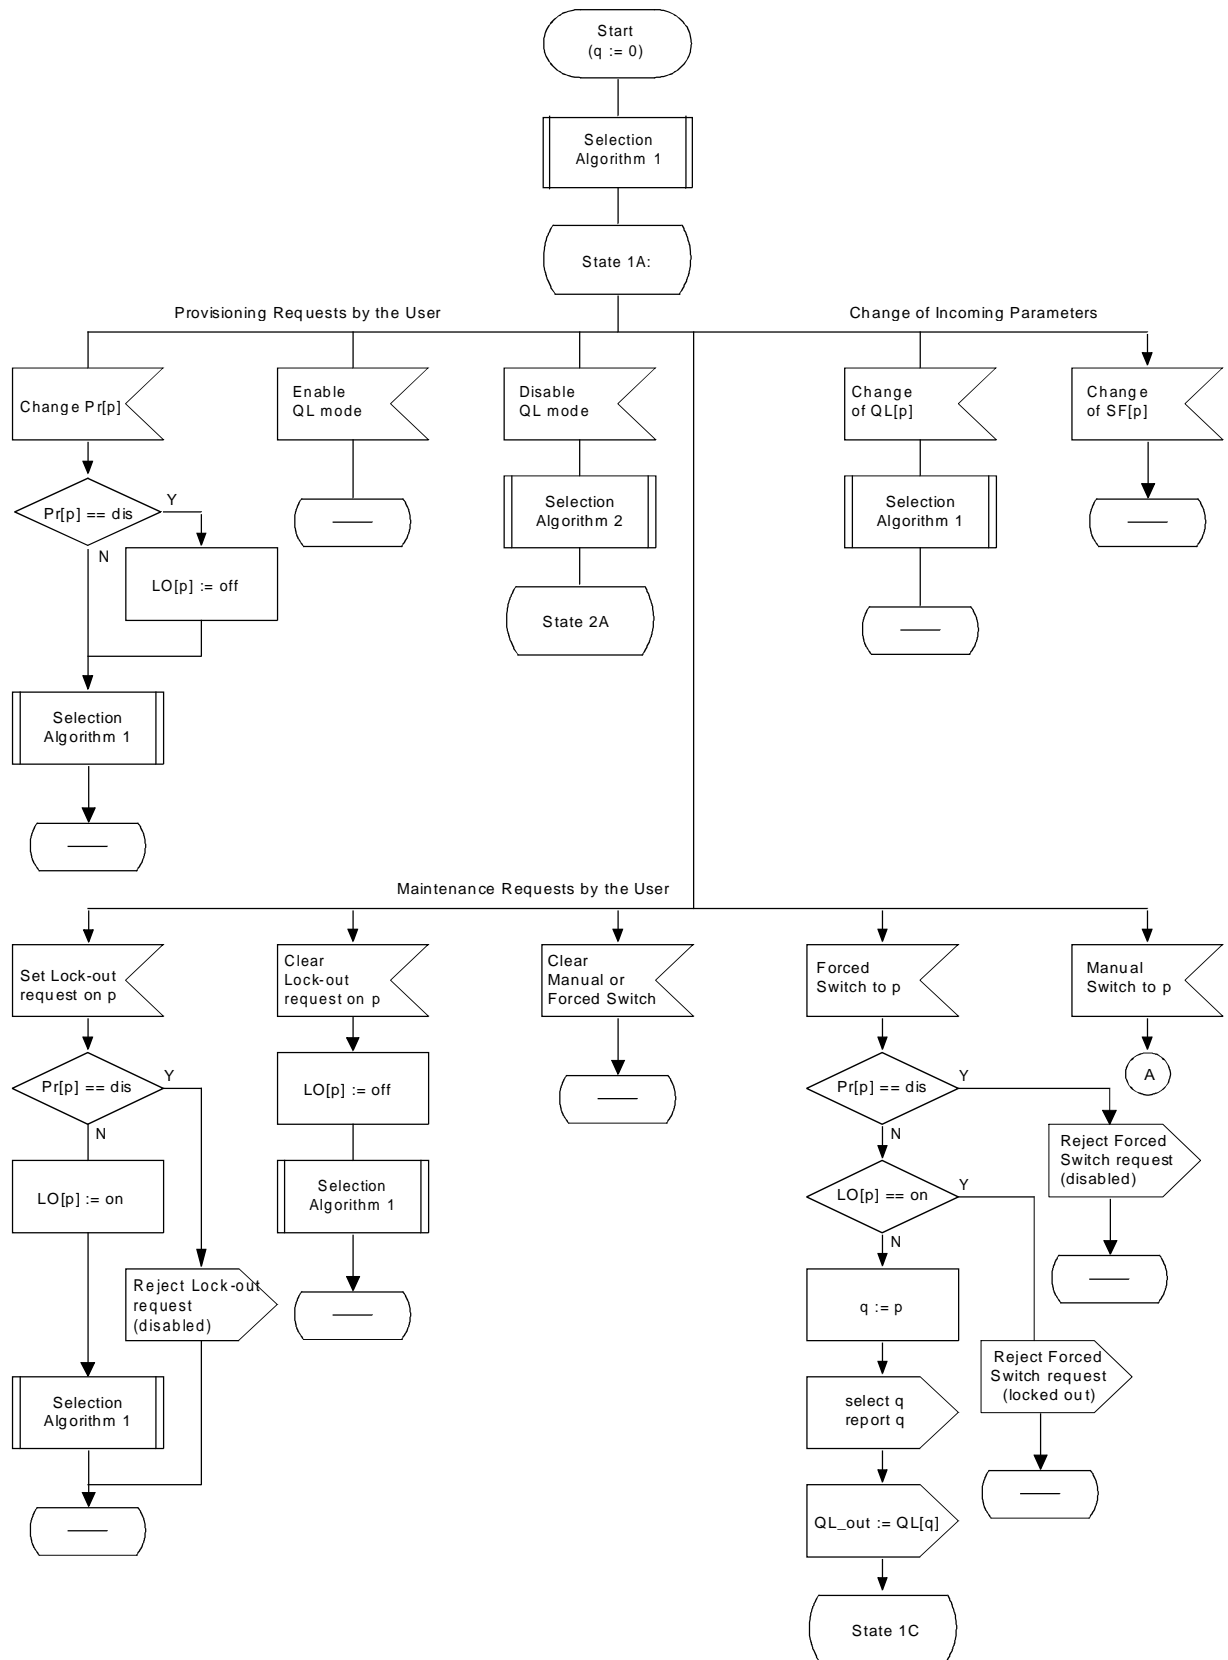 Start
(q := 0)
Selection
Algorithm 1
State 1A:
Provisioning Requests by the User
Change of Incoming Parameters
Change Pr[p]
Enable
QL mode
Disable
QL mode
Change
of QL[p]
Change
of SF[p]
Pr[p] == dis
Y
N
LO[p] := off
Selection
Algorithm 2
Selection
Algorithm 1
State 2A
Selection
Algorithm 1
Maintenance Requests by the User
Set Lock-out
request on p
Clear
Lock-out
request on p
Clear
Manual or
Forced Switch
Forced
Switch to p
Manual
Switch to p
Pr[p] == dis
Y
N
LO[p] := on
Reject Lock-out
request
(disabled)
Selection
Algorithm 1
LO[p] := off
Selection
Algorithm 1
Pr[p] == dis
Y
N
Reject Forced
Switch request
(disabled)
LO[p] == on
Y
N
Reject Forced
Switch request
(locked out)
q := p
select q
report q
QL_out := QL[q]
State 1C
A